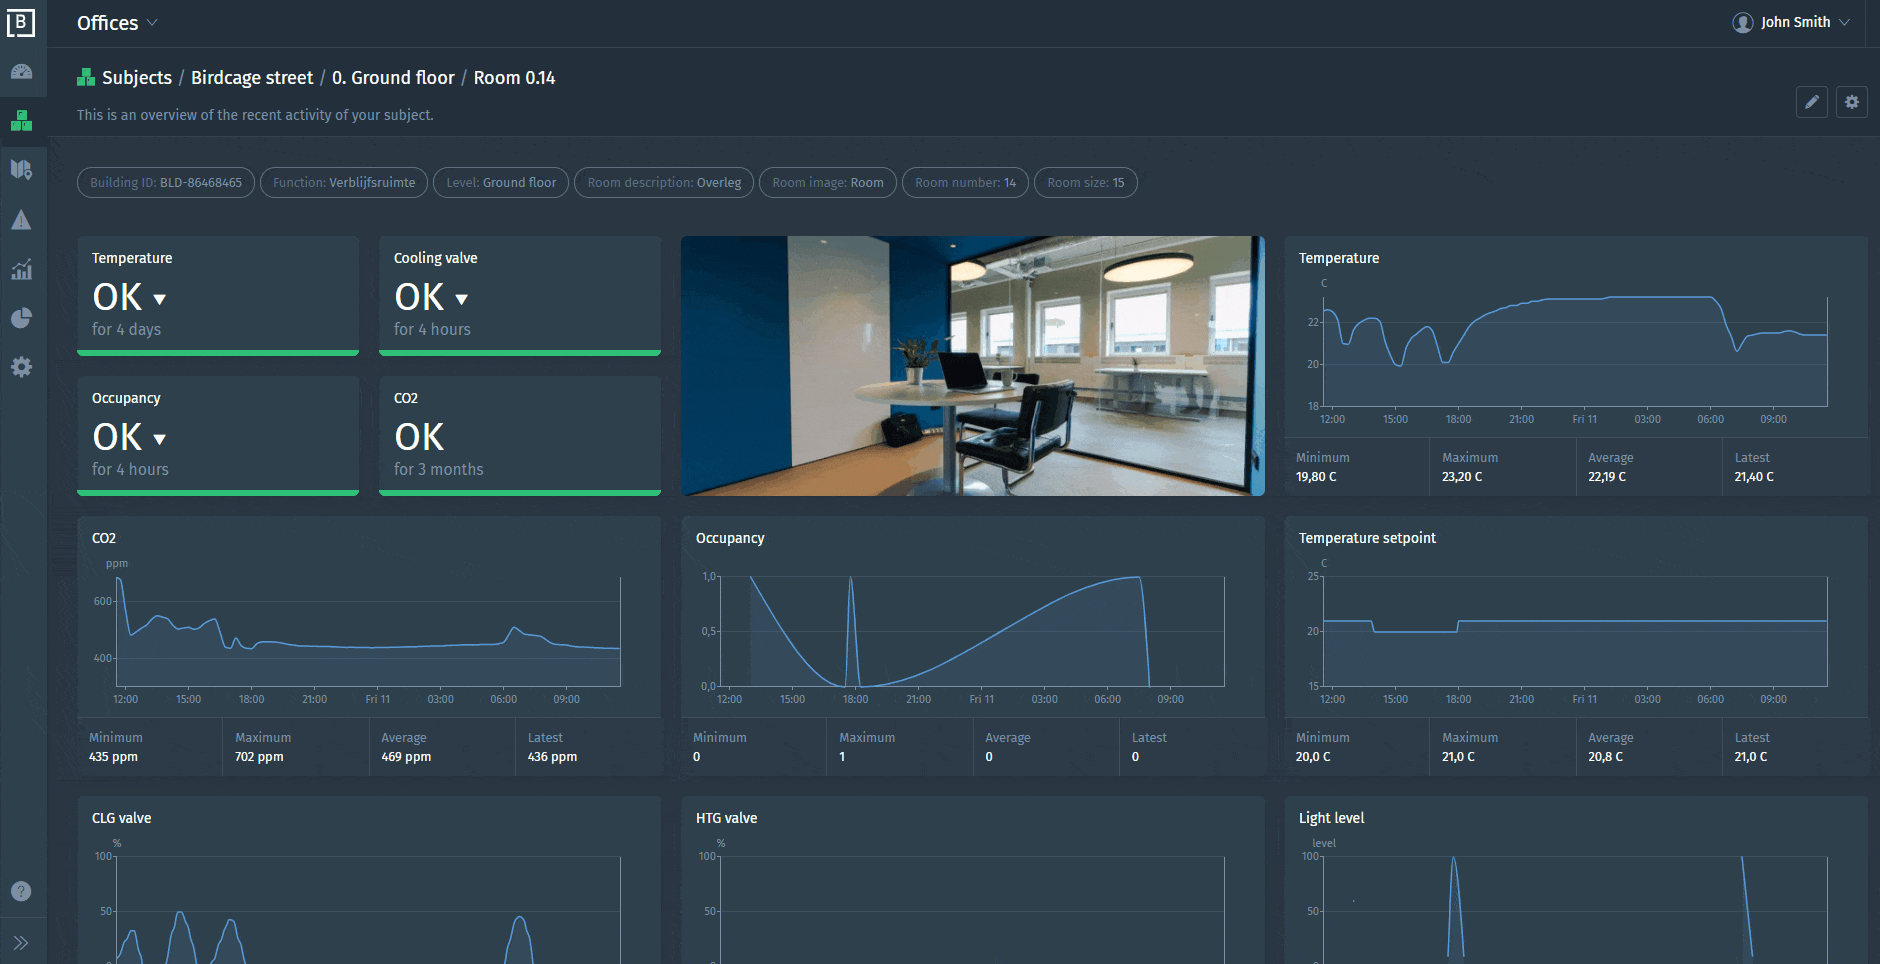 B
Offices
John Smith
Subjects / Birdcage street / 0. Ground floor / Room 0.14
This is an overview of the recent activity of your subject.
Building ID: BLD-86468465
Function: Verblijfsruimte
Level: Ground floor
Room description: Overleg
Room image: Room
Room number: 14
Room size: 15
Temperature
OK
for 4 days
Cooling valve
OK
for 4 hours
Occupancy
OK
for 4 hours
CO2
OK
for 3 months
Temperature
C
22
20
18
12:00 15:00 18:00 21:00 Fri 11 03:00 06:00 09:00
Minimum Maximum Average Latest
19,80 C 23,20 C 22,19 C 21,40 C
CO2
ppm
600
400
12:00 15:00 18:00 21:00 Fri 11 03:00 06:00 09:00
Minimum Maximum Average Latest
435 ppm 702 ppm 469 ppm 436 ppm
Occupancy
1,0
0,5
0,0
12:00 15:00 18:00 21:00 Fri 11 03:00 06:00 09:00
Minimum Maximum Average Latest
0 1 0 0
Temperature setpoint
C
25
20
15
12:00 15:00 18:00 21:00 Fri 11 03:00 06:00 09:00
Minimum Maximum Average Latest
20,0 C 21,0 C 20,8 C 21,0 C
CLG valve
%
100
50
HTG valve
%
100
50
Light level
level
100
50
?